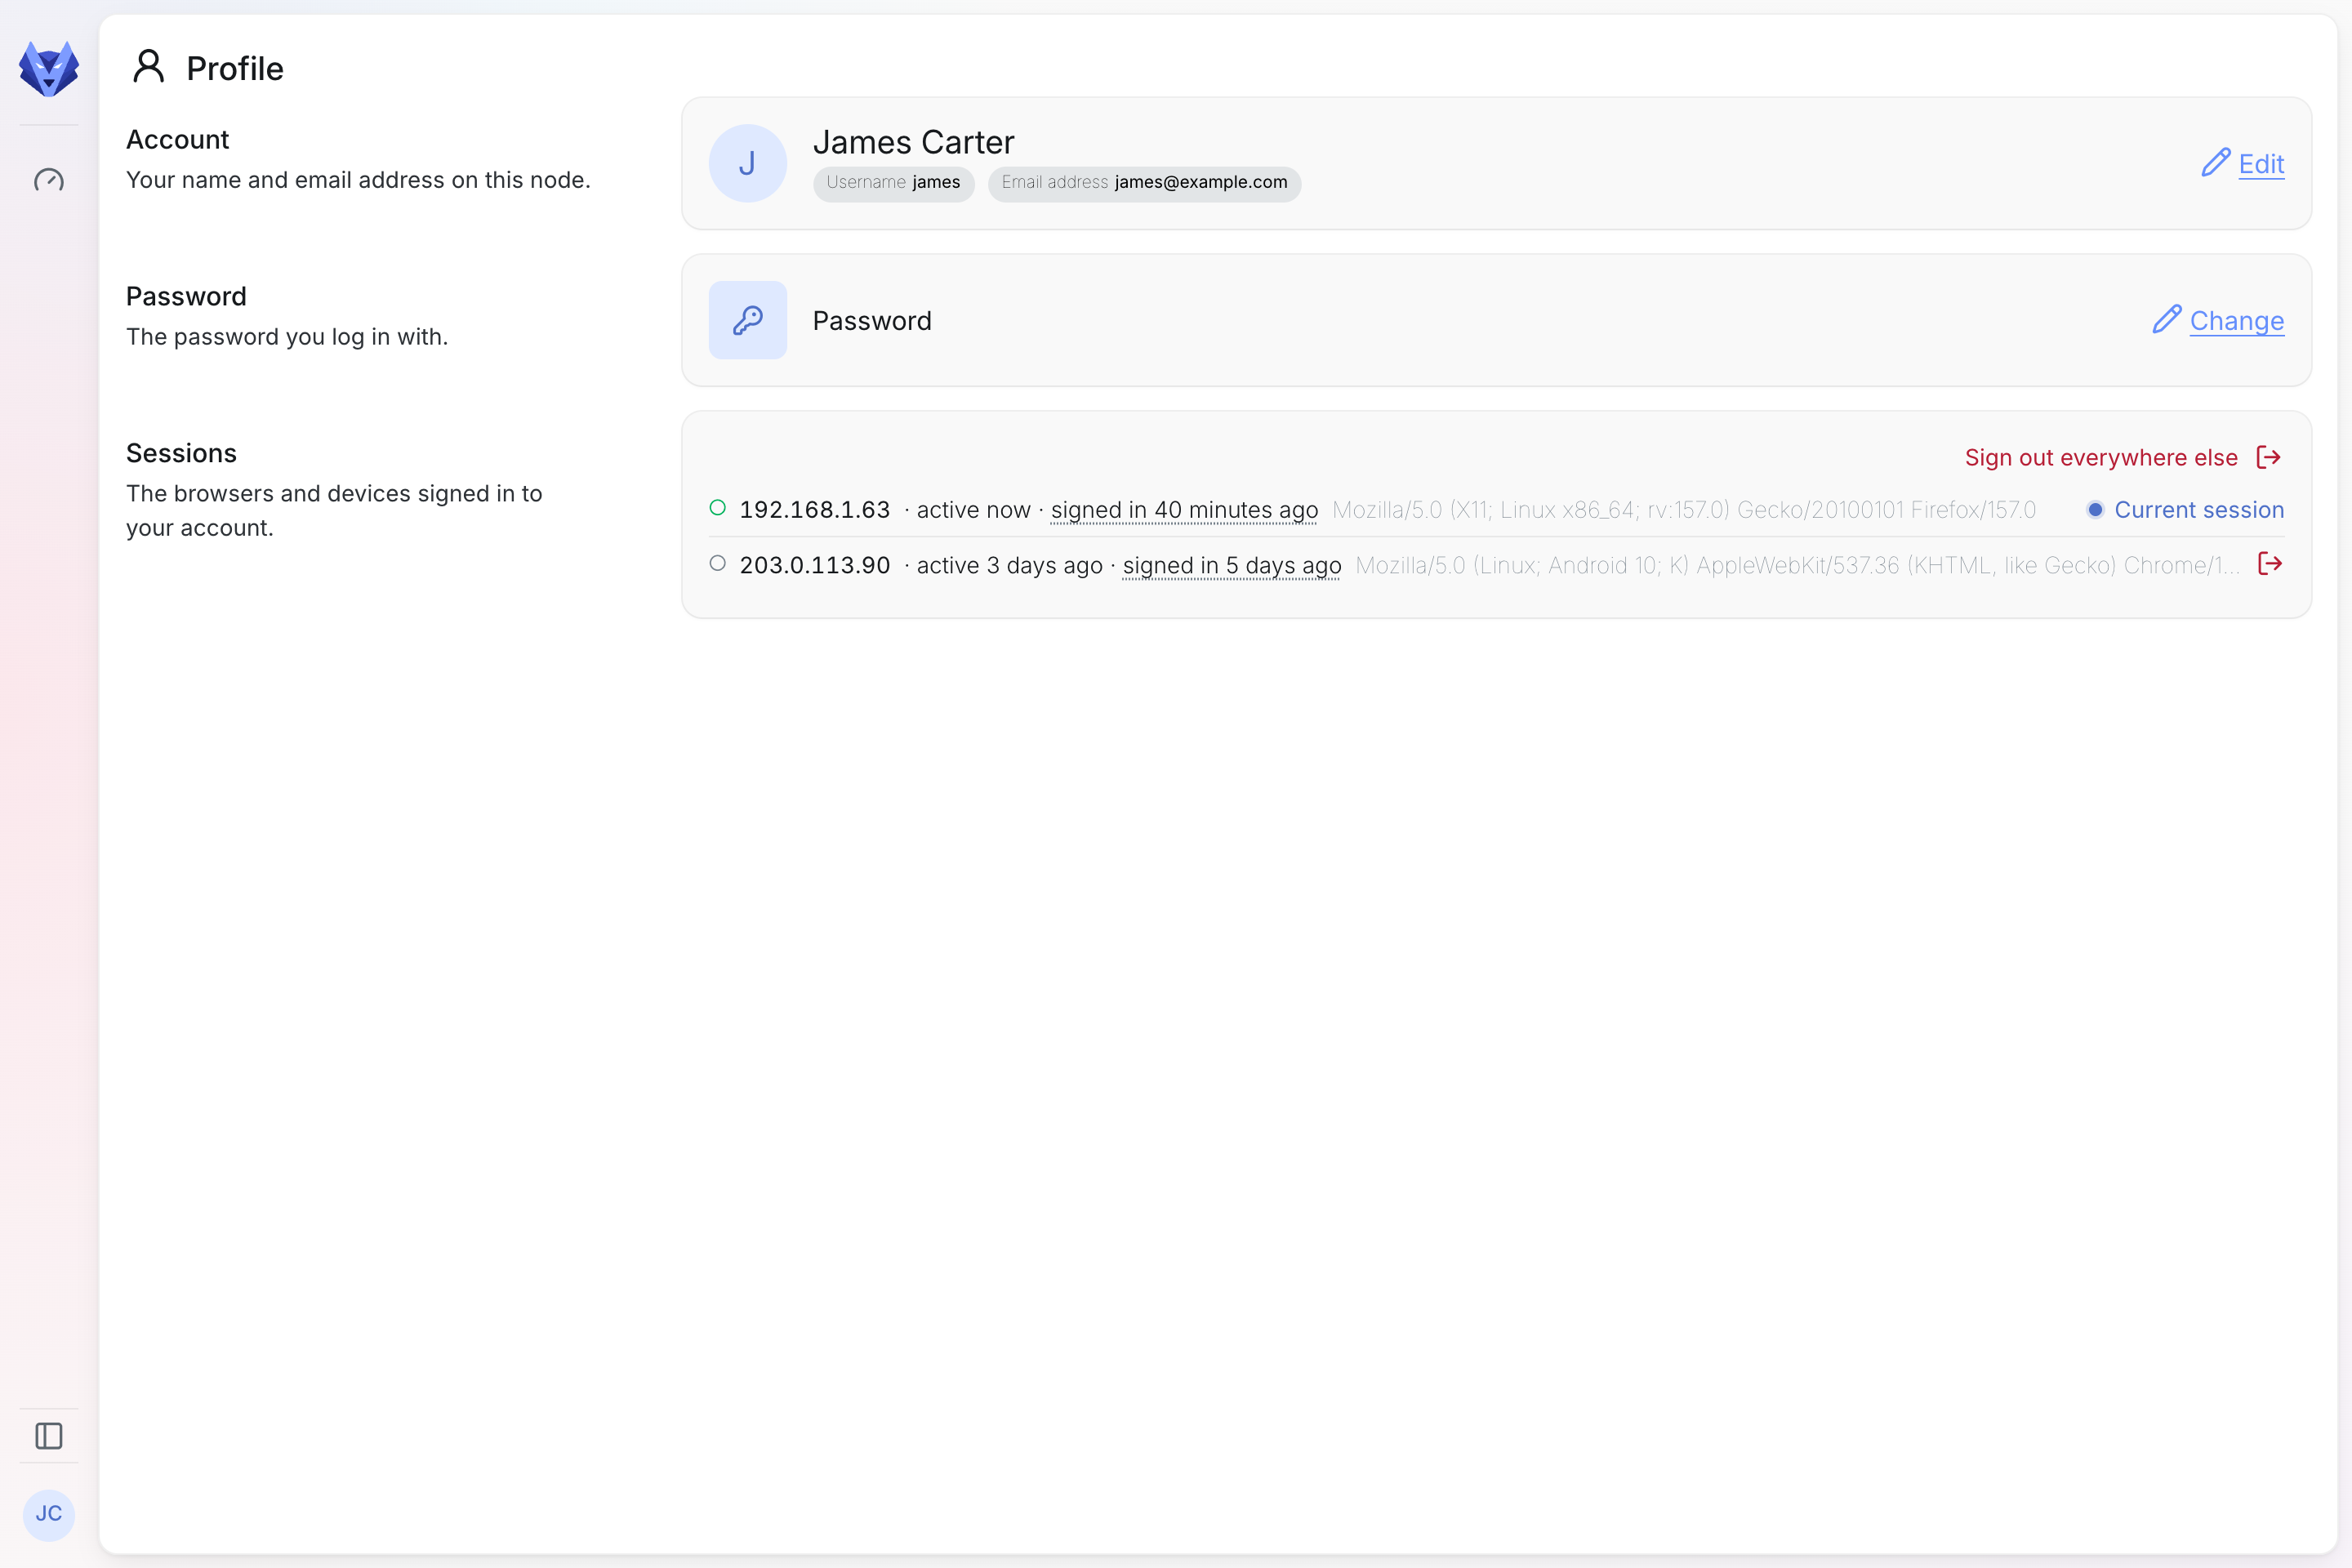 Profile
Account
Your name and email address on this node.
J
James Carter
Username james
Email address james@example.com
Edit
Password
The password you log in with.
Password
Change
Sessions
The browsers and devices signed in to
your account.
Sign out everywhere else
192.168.1.63 · active now · signed in 40 minutes ago Mozilla/5.0 (X11; Linux x86_64; rv:157.0) Gecko/20100101 Firefox/157.0 Current session
203.0.113.90 · active 3 days ago · signed in 5 days ago Mozilla/5.0 (Linux; Android 10; K) AppleWebKit/537.36 (KHTML, like Gecko) Chrome/1…
JC